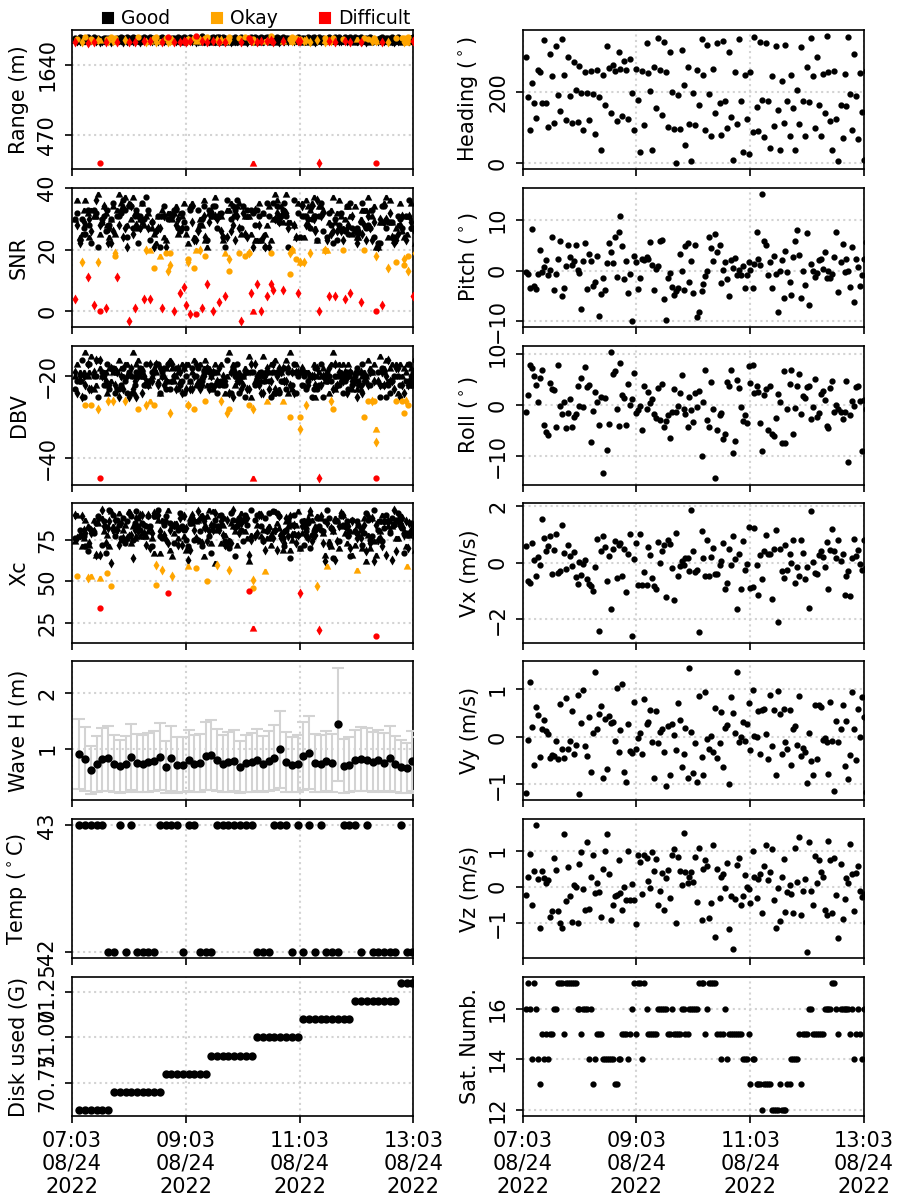 Good Okay Difficult
Range (m)
1640
470
Heading (°)
200
0
SNR
40
20
0
Pitch (°)
10
0
−10
DBV
−20
−40
Roll (°)
10
0
−10
Xc
75
50
25
Vx (m/s)
2
0
−2
Wave H (m)
2
1
Vy (m/s)
1
0
−1
Temp (°C)
43
42
Vz (m/s)
1
0
−1
Disk used (G)
71.25
71.00
70.75
Sat. Numb.
16
14
12
07:03 09:03 11:03 13:03
08/24 08/24 08/24 08/24
2022 2022 2022 2022
07:03 09:03 11:03 13:03
08/24 08/24 08/24 08/24
2022 2022 2022 2022